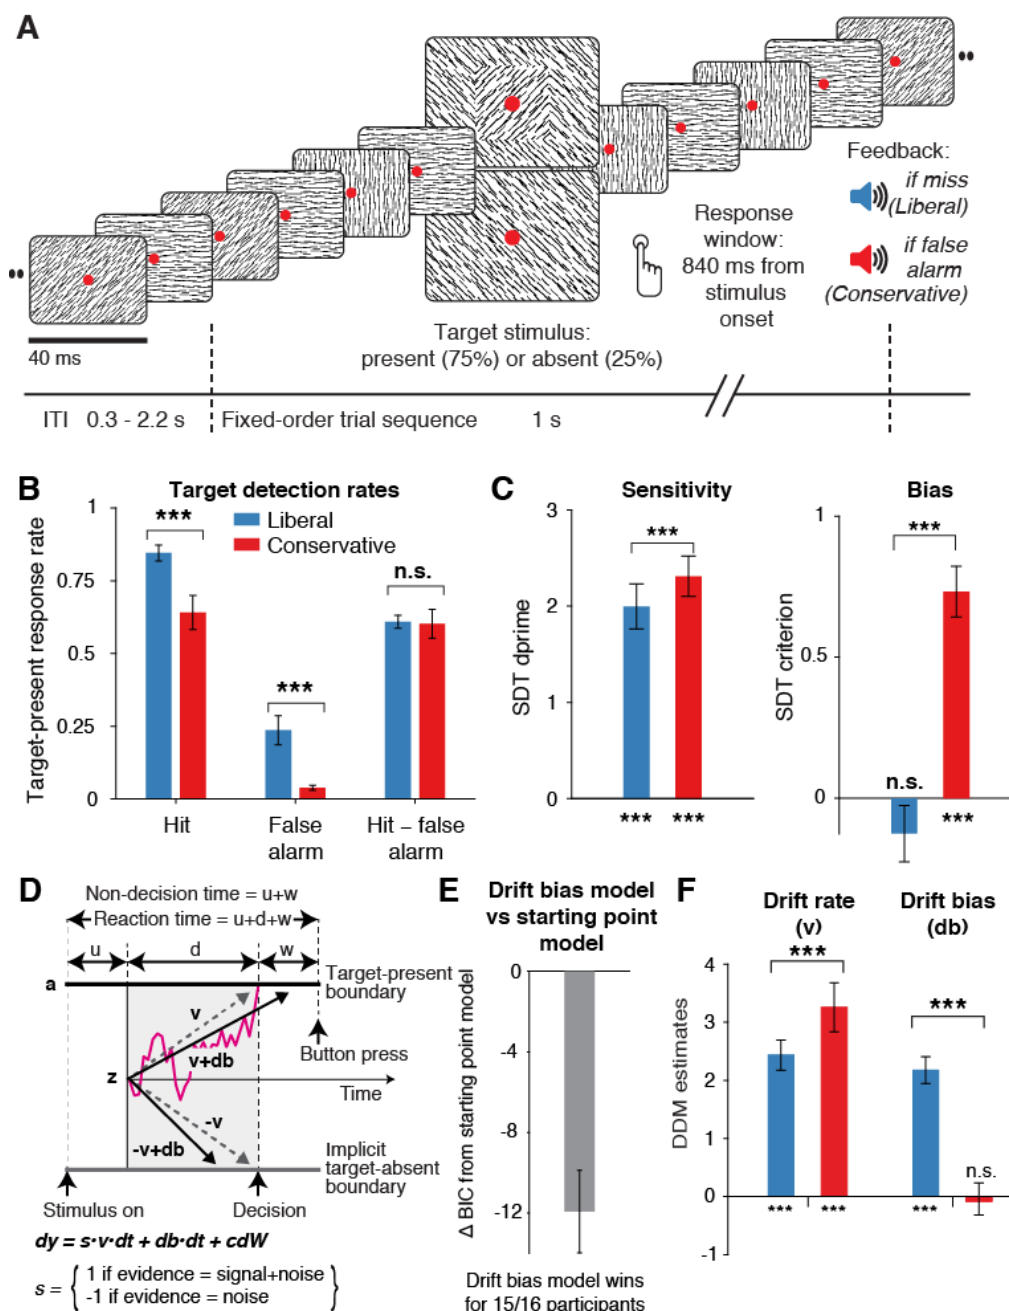 A
Feedback:
if miss
(Liberal)
if false
alarm
(Conservative)
Response
window:
840 ms from
stimulus
onset
40 ms
Target stimulus:
present (75%) or absent (25%)
ITI 0.3 - 2.2 s
Fixed-order trial sequence
1 s
B
Target detection rates
Target-present response rate
1
0.75
0.5
0.25
0
***
Liberal
Conservative
***
n.s.
Hit
False
alarm
Hit – false
alarm
C
Sensitivity
SDT dprime
3
2
1
0
***
*** ***
Bias
SDT criterion
1
0.5
0
***
n.s.
***
D
Non-decision time = u+w
Reaction time = u+d+w
u d w
a
Target-present
boundary
v
v+db
Button press
z
Time
-v
-v+db
Implicit
target-absent
boundary
Stimulus on
Decision
dy = s·v·dt + db·dt + cdW
s = { 1 if evidence = signal+noise
-1 if evidence = noise }
E
Drift bias model
vs starting point
model
Δ BIC from starting point model
0
-4
-8
-12
Drift bias model wins
for 15/16 participants
F
Drift rate
(v)
Drift bias
(db)
DDM estimates
4
3
2
1
0
-1
***
***
n.s.
*** *** ***